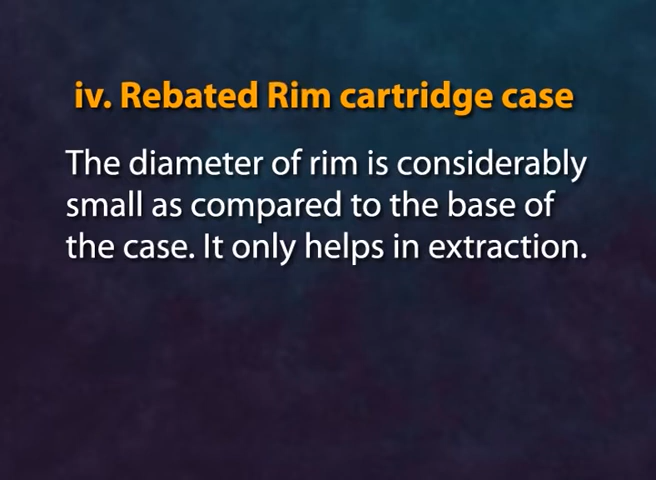 iv. Rebated Rim cartridge case
The diameter of rim is considerably
small as compared to the base of
the case. It only helps in extraction.